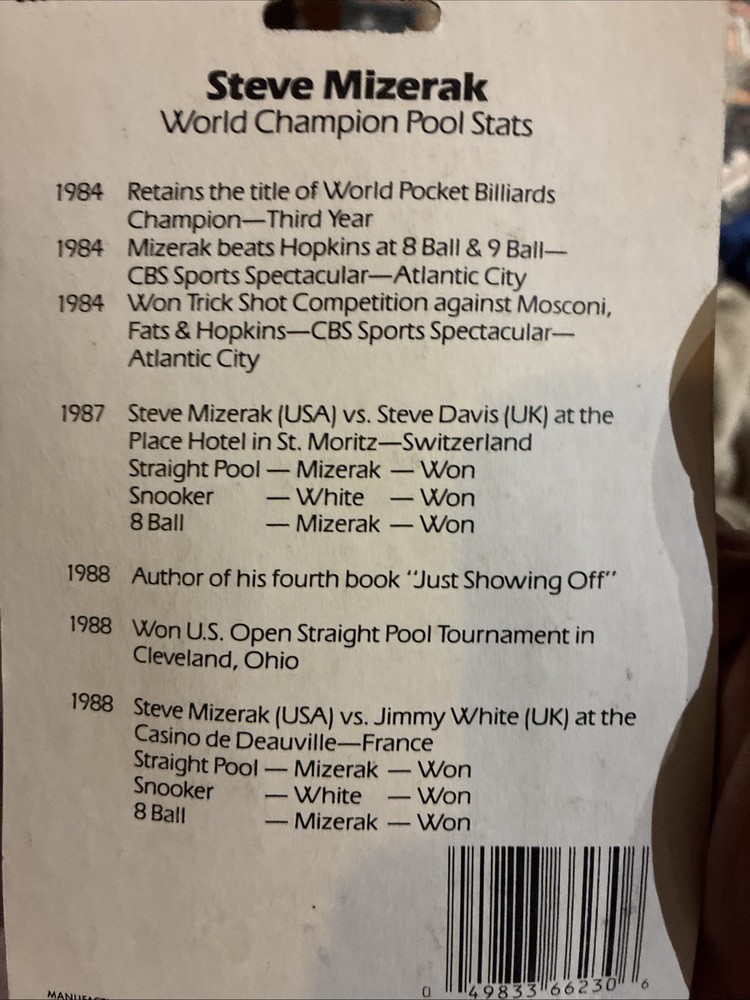 Steve Mizerak
World Champion Pool Stats
1984 Retains the title of World Pocket Billiards
Champion—Third Year
1984 Mizerak beats Hopkins at 8 Ball & 9 Ball—
CBS Sports Spectacular—Atlantic City
1984 Won Trick Shot Competition against Mosconi,
Fats & Hopkins—CBS Sports Spectacular—
Atlantic City
1987 Steve Mizerak (USA) vs. Steve Davis (UK) at the
Place Hotel in St. Moritz—Switzerland
Straight Pool — Mizerak — Won
Snooker — White — Won
8 Ball — Mizerak — Won
1988 Author of his fourth book "Just Showing Off"
1988 Won U.S. Open Straight Pool Tournament in
Cleveland, Ohio
1988 Steve Mizerak (USA) vs. Jimmy White (UK) at the
Casino de Deauville—France
Straight Pool — Mizerak — Won
Snooker — White — Won
8 Ball — Mizerak — Won
0 49833 66230 6